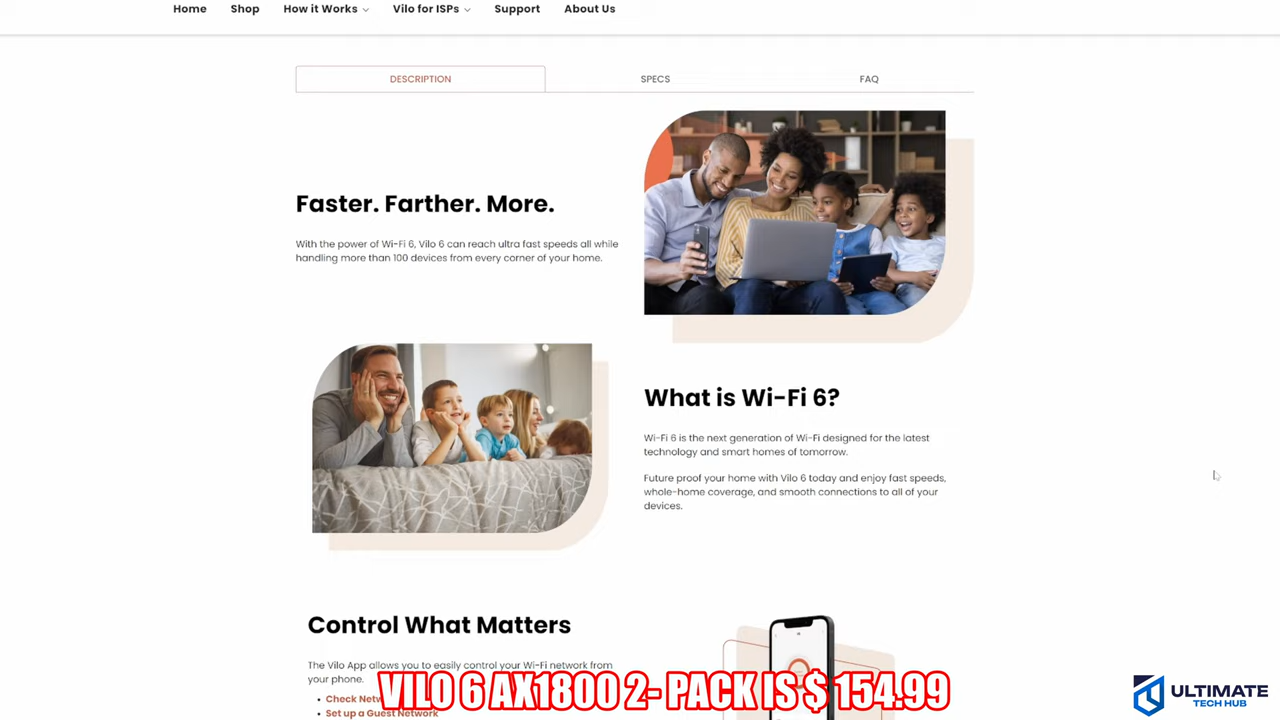 Home Shop How it Works Vilo for ISPs Support About Us
DESCRIPTION SPECS FAQ
Faster. Farther. More.
With the power of Wi-Fi 6, Vilo 6 can reach ultra fast speeds all while
handling more than 100 devices from every corner of your home.
What is Wi-Fi 6?
Wi-Fi 6 is the next generation of Wi-Fi designed for the latest
technology and smart homes of tomorrow.
Future proof your home with Vilo 6 today and enjoy fast speeds,
whole-home coverage, and smooth connections to all of your
devices.
Control What Matters
The Vilo App allows you to easily control your Wi-Fi network from
your phone.
• Check
• Set up a Guest Network
VILO 6 AX1800 2- PACK IS $ 154.99
ULTIMATE
TECH HUB